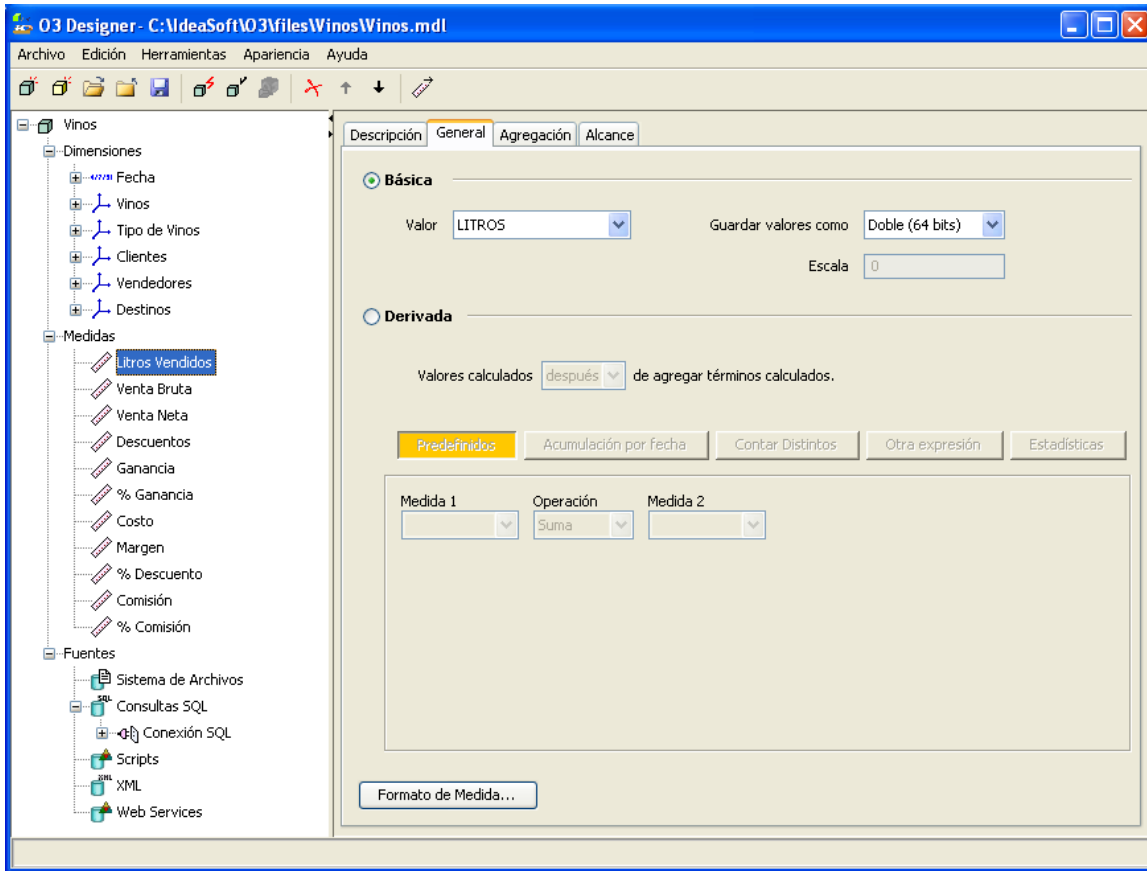 O3 Designer- C:\IdeaSoft\O3\files\Vinos\Vinos.mdl
Archivo Edición Herramientas Apariencia Ayuda
Vinos
Dimensiones
Fecha
Vinos
Tipo de Vinos
Clientes
Vendedores
Destinos
Medidas
Litros Vendidos
Venta Bruta
Venta Neta
Descuentos
Ganancia
% Ganancia
Costo
Margen
% Descuento
Comisión
% Comisión
Fuentes
Sistema de Archivos
SQL Consultas SQL
Conexión SQL
Scripts
XML XML
Web Services
Descripción General Agregación Alcance
Básica
Valor LITROS Guardar valores como Doble (64 bits)
Escala 0
Derivada
Valores calculados después de agregar términos calculados.
Predefinidos Acumulación por fecha Contar Distintos Otra expresión Estadísticas
Medida 1 Operación Medida 2
Suma
Formato de Medida...